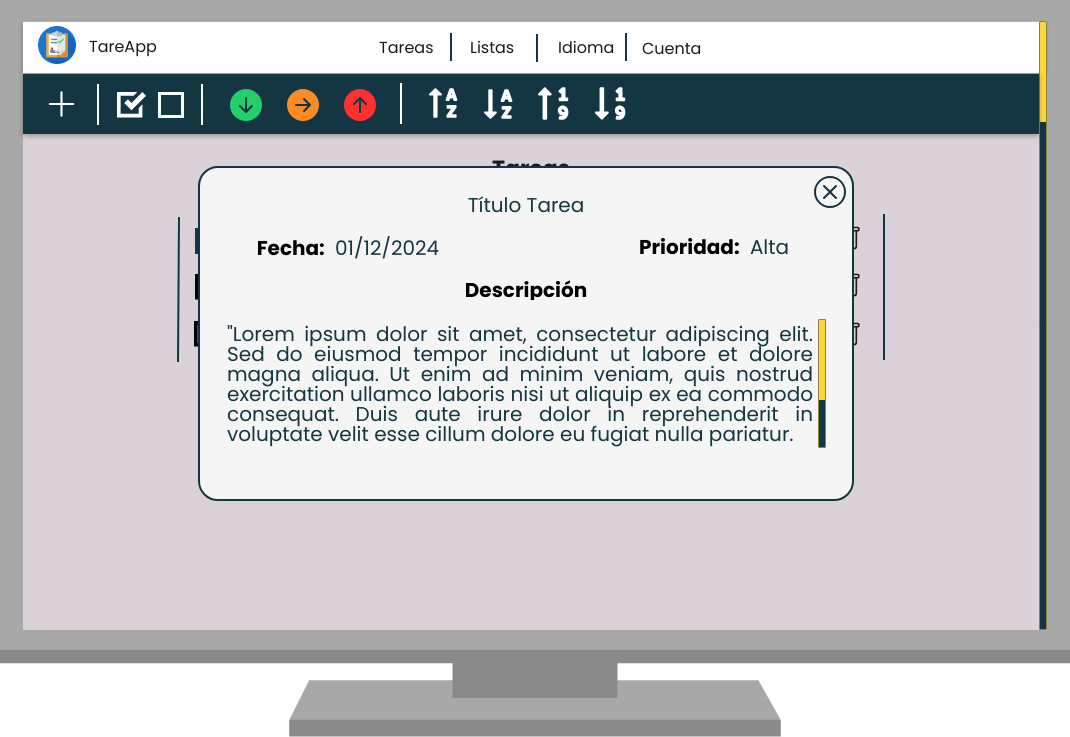 TareApp
Tareas
Listas
Idioma
Cuenta
A
Z
A
Z
1
9
1
9
Tareas
Título Tarea
Fecha: 01/12/2024
Prioridad: Alta
Descripción
"Lorem ipsum dolor sit amet, consectetur adipiscing elit.
Sed do eiusmod tempor incididunt ut labore et dolore
magna aliqua. Ut enim ad minim veniam, quis nostrud
exercitation ullamco laboris nisi ut aliquip ex ea commodo
consequat. Duis aute irure dolor in reprehenderit in
voluptate velit esse cillum dolore eu fugiat nulla pariatur.